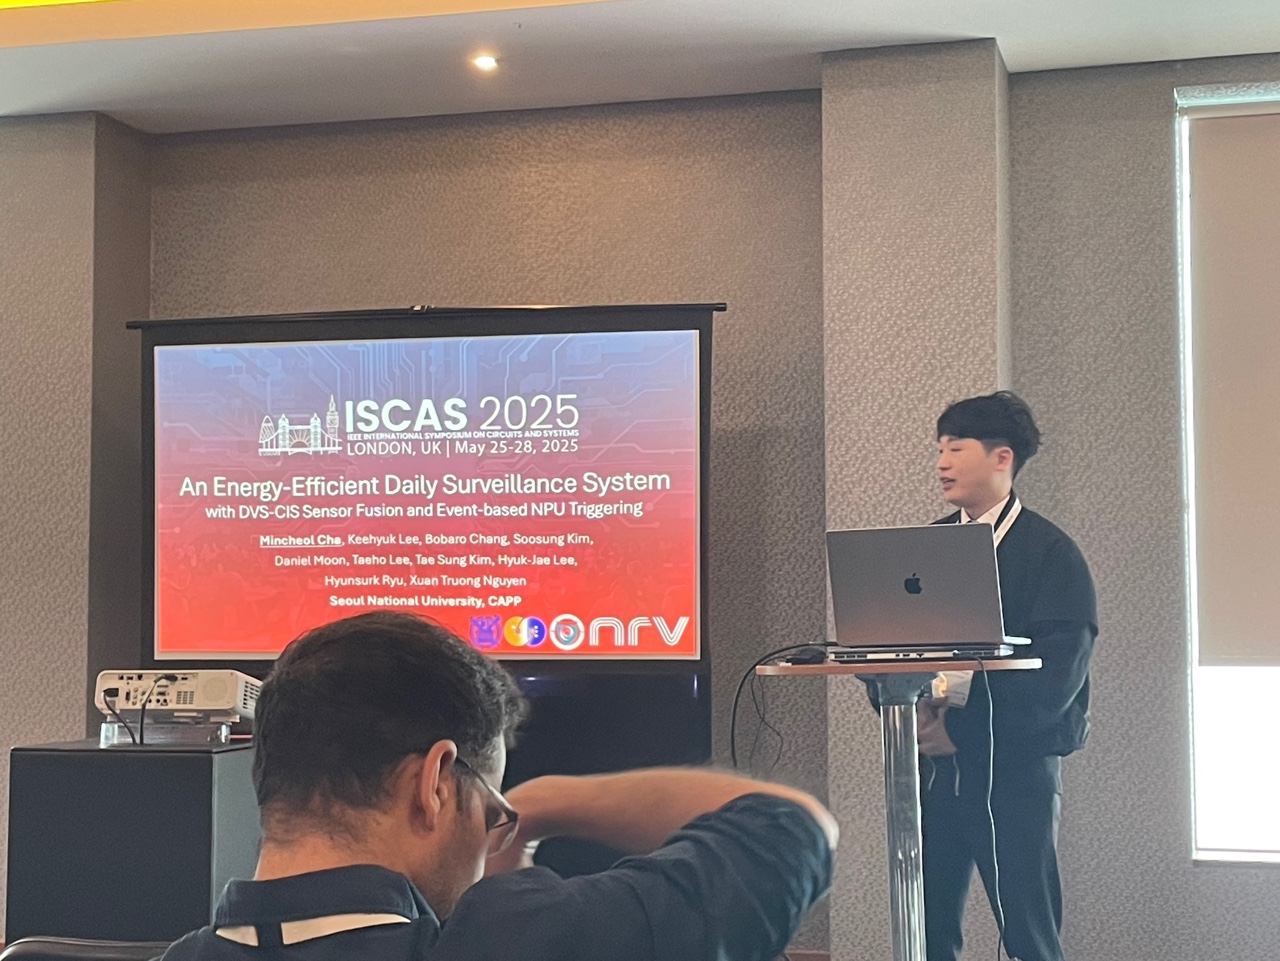 ISCAS 2025
IEEE INTERNATIONAL SYMPOSIUM ON CIRCUITS AND SYSTEMS
LONDON, UK | May 25-28, 2025
An Energy-Efficient Daily Surveillance System
with DVS-CIS Sensor Fusion and Event-based NPU Triggering
Mincheol Cha, Keehyuk Lee, Bobaro Chang, Soosung Kim,
Daniel Moon, Taeho Lee, Tae Sung Kim, Hyuk-Jae Lee,
Hyunsurk Ryu, Xuan Truong Nguyen
Seoul National University, CAPP
nrv